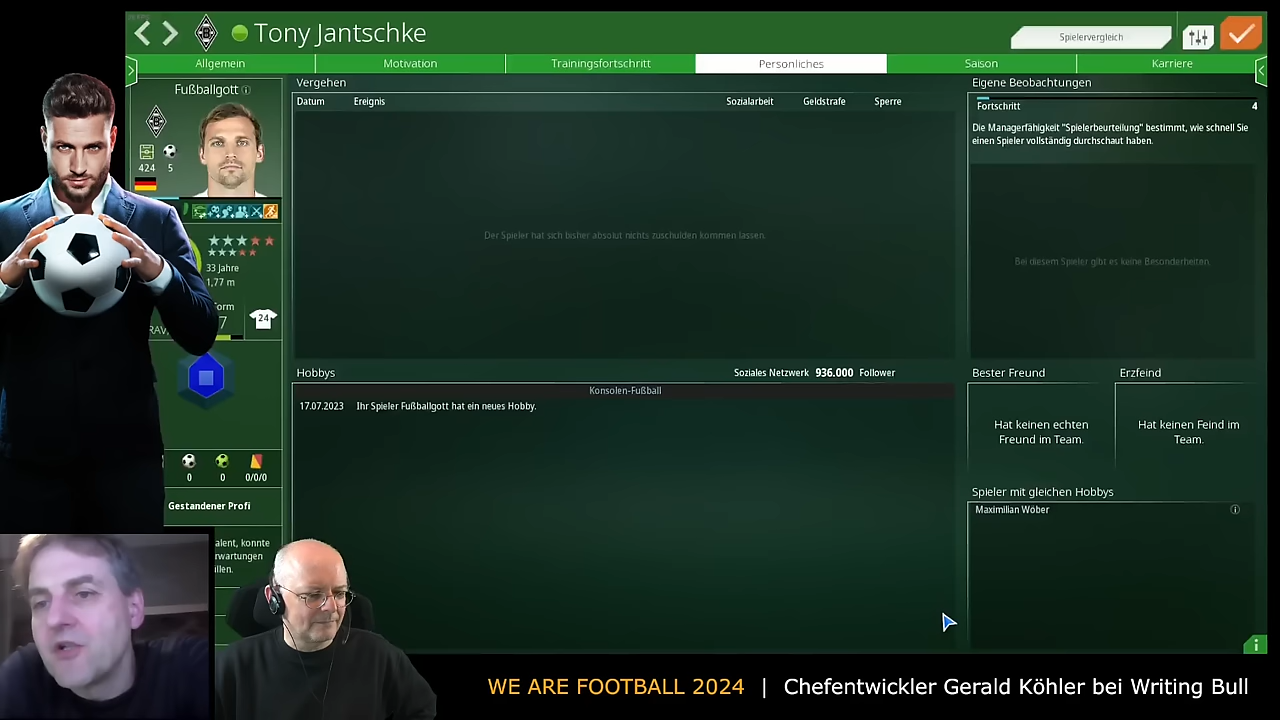 Tony Jantschke
Spielervergleich
Allgemein
Motivation
Trainingsfortschritt
Persönliches
Saison
Karriere
Fußballgott
424
5
33 Jahre
1,77 m
orm
7
24
RAV
0
0
0/0/0
Gestandener Profi
alent, konnte
rwartungen
llen.
Vergehen
Datum
Ereignis
Sozialarbeit
Geldstrafe
Sperre
Der Spieler hat sich bisher absolut nichts zuschulden kommen lassen.
Hobbys
Soziales Netzwerk 936.000 Follower
Konsolen-Fußball
17.07.2023 Ihr Spieler Fußballgott hat ein neues Hobby.
Eigene Beobachtungen
Fortschritt
4
Die Managerfähigkeit "Spielerbeurteilung" bestimmt, wie schnell Sie
einen Spieler vollständig durchschaut haben.
Bei diesem Spieler gibt es keine Besonderheiten.
Bester Freund
Erzfeind
Hat keinen echten
Freund im Team.
Hat keinen Feind im
Team.
Spieler mit gleichen Hobbys
Maximilian Wöber
WE ARE FOOTBALL 2024 | Chefentwickler Gerald Köhler bei Writing Bull